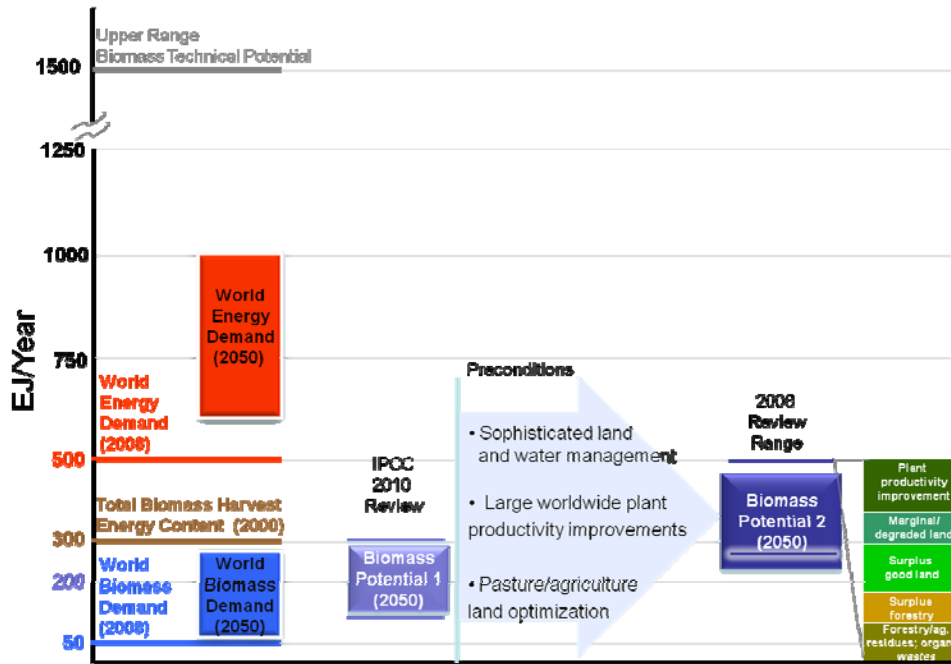 Upper Range
Biomass Technical Potential
1500
1250
1000
750
500
300
200
50
EJ/Year
World
Energy
Demand
(2050)
World
Energy
Demand
(2008)
Total Biomass Harvest
Energy Content (2000)
World
Biomass
Demand
(2008)
World
Biomass
Demand
(2050)
IPCC
2010
Review
Biomass
Potential 1
(2050)
Preconditions
• Sophisticated land
and water management
• Large worldwide plant
productivity improvements
• Pasture/agriculture
land optimization
2008
Review
Range
Biomass
Potential 2
(2050)
Plant
productivity
improvement
Marginal/
degraded land
Surplus
good land
Surplus
forestry
Forestry/ag.
residues; organ
wastes